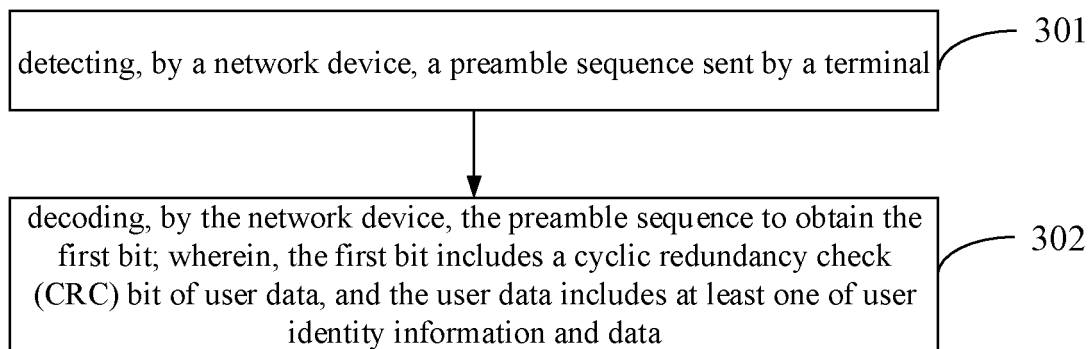 detecting, by a network device, a preamble sequence sent by a terminal
301
decoding, by the network device, the preamble sequence to obtain the
first bit; wherein, the first bit includes a cyclic redundancy check
(CRC) bit of user data, and the user data includes at least one of user
identity information and data
302